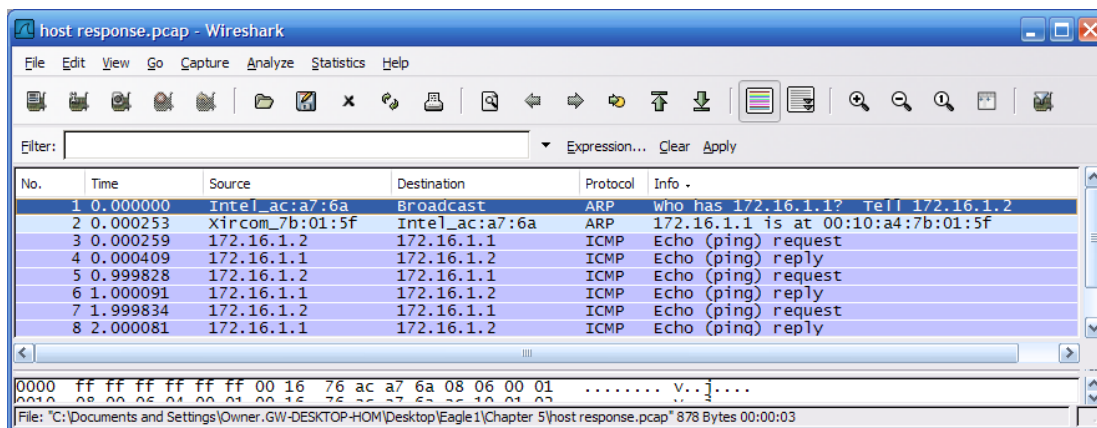 host response.pcap - Wireshark
File Edit View Go Capture Analyze Statistics Help
Filter: Expression... Clear Apply
No. Time Source Destination Protocol Info
1 0.000000 Intel_ac:a7:6a Broadcast ARP who has 172.16.1.1? Tell 172.16.1.2
2 0.000253 Xircom_7b:01:5f Intel_ac:a7:6a ARP 172.16.1.1 is at 00:10:a4:7b:01:5f
3 0.000259 172.16.1.2 172.16.1.1 ICMP Echo (ping) request
4 0.000409 172.16.1.1 172.16.1.2 ICMP Echo (ping) reply
5 0.999828 172.16.1.2 172.16.1.1 ICMP Echo (ping) request
6 1.000091 172.16.1.1 172.16.1.2 ICMP Echo (ping) reply
7 1.999834 172.16.1.2 172.16.1.1 ICMP Echo (ping) request
8 2.000081 172.16.1.1 172.16.1.2 ICMP Echo (ping) reply
0000 ff ff ff ff ff ff 00 16 76 ac a7 6a 08 06 00 01 ........ v..j....
File: "C:\Documents and Settings\Owner.GW-DESKTOP-HOM\Desktop\Eagle1\Chapter 5\host response.pcap" 878 Bytes 00:00:03